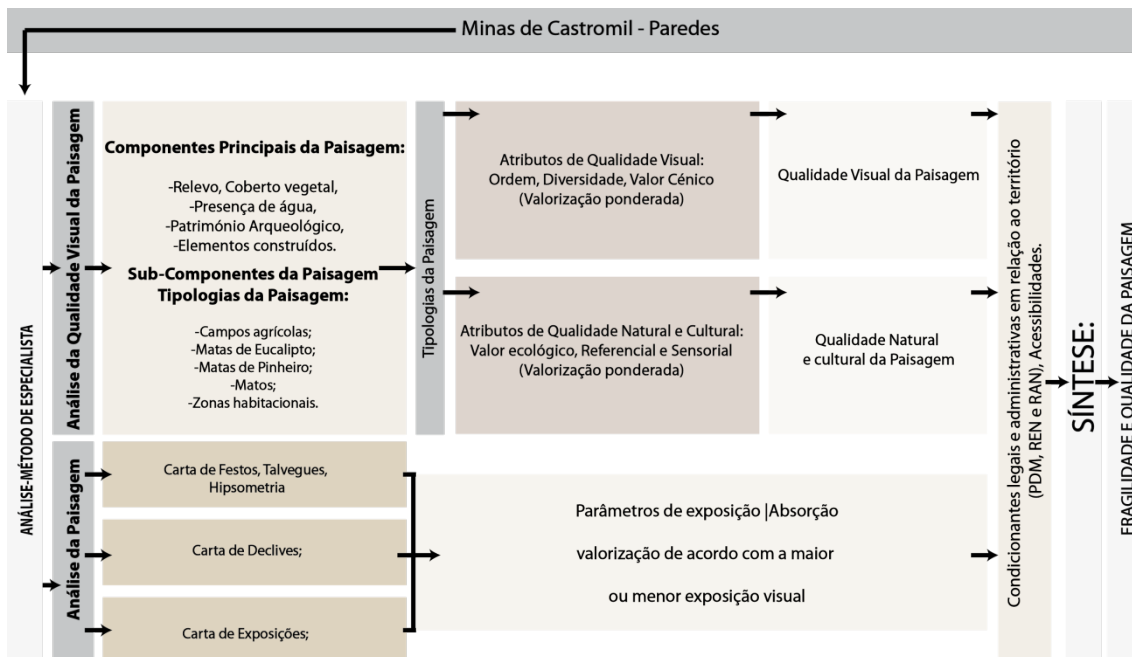 Minas de Castromil - Paredes
ANÁLISE-MÉTODO DE ESPECIALISTA
Análise da Qualidade Visual da Paisagem
Componentes Principais da Paisagem:
-Relevo, Coberto vegetal,
-Presença de água,
-Património Arqueológico,
-Elementos construídos.
Sub-Componentes da Paisagem
Tipologias da Paisagem:
-Campos agrícolas;
-Matas de Eucalipto;
-Matas de Pinheiro;
-Matos;
-Zonas habitacionais.
Tipologias da Paisagem
Atributos de Qualidade Visual:
Ordem, Diversidade, Valor Cénico
(Valorização ponderada)
Qualidade Visual da Paisagem
Atributos de Qualidade Natural e Cultural:
Valor ecológico, Referencial e Sensorial
(Valorização ponderada)
Qualidade Natural
e cultural da Paisagem
Análise da Paisagem
Carta de Festos, Talvegues,
Hipsometria
Carta de Declives;
Carta de Exposições;
Parâmetros de exposição |Absorção
valorização de acordo com a maior
ou menor exposição visual
Condicionantes legais e administrativas em relação ao território
(PDM, REN e RAN), Acessibilidades.
SÍNTESE:
FRAGILIDADE E QUALIDADE DA PAISAGEM